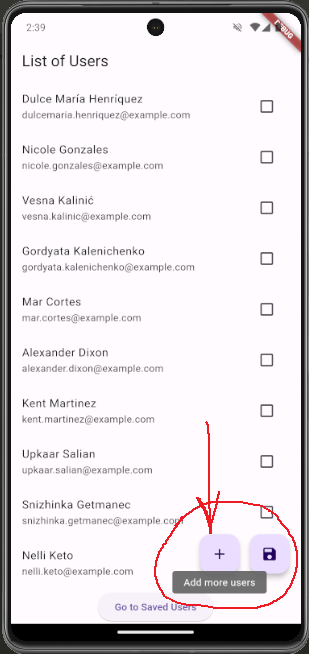 2:39
DEBUG
List of Users
Dulce María Henríquez
dulcemaria.henriquez@example.com
Nicole Gonzales
nicole.gonzales@example.com
Vesna Kalinić
vesna.kalinic@example.com
Gordyata Kalenichenko
gordyata.kalenichenko@example.com
Mar Cortes
mar.cortes@example.com
Alexander Dixon
alexander.dixon@example.com
Kent Martinez
kent.martinez@example.com
Upkaar Salian
upkaar.salian@example.com
Snizhinka Getmanec
snizhinka.getmanec@example.com
Nelli Keto
nelli.keto@example.com
Add more users
Go to Saved Users